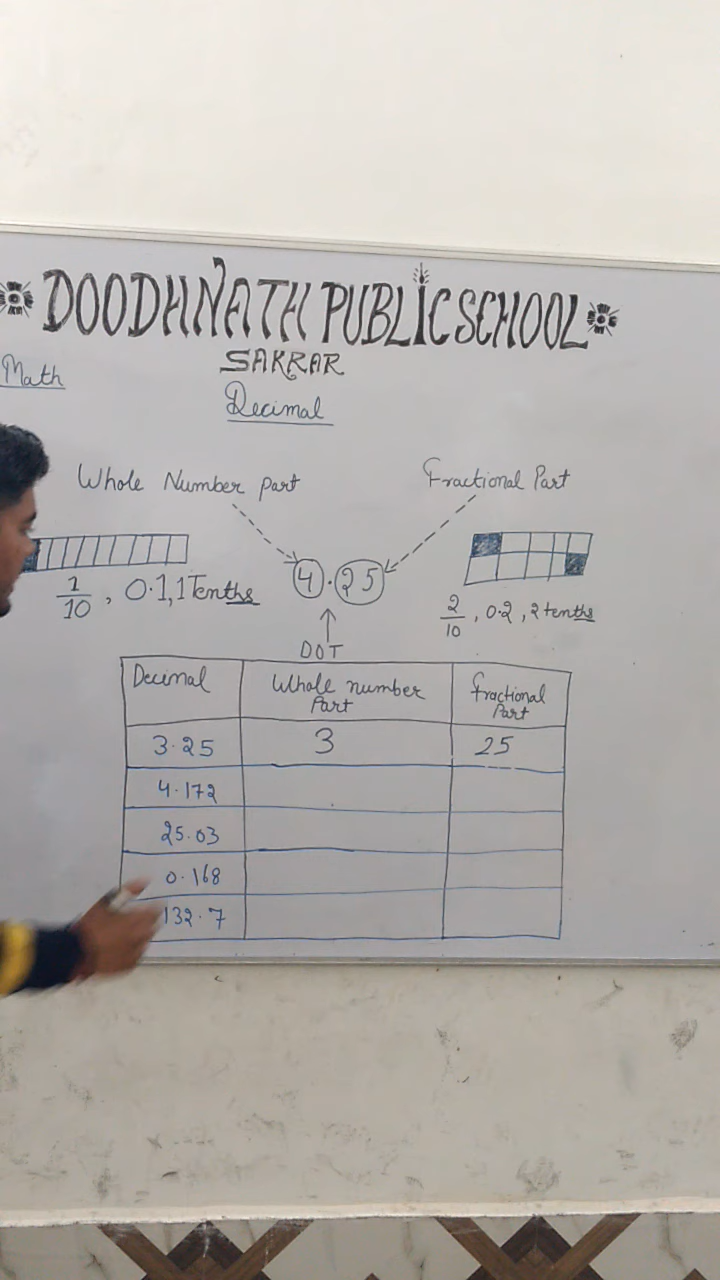 DOODHNATH PUBLIC SCHOOL
SAKRAR
Math
Decimal
Whole Number part
Fractional Part
4.25
DOT
1/10, 0.1, 1 Tenths
2/10, 0.2, 2 tenths
Decimal Whole number Part fractional Part
3.25 3 25
4.172
25.03
0.168
132.7